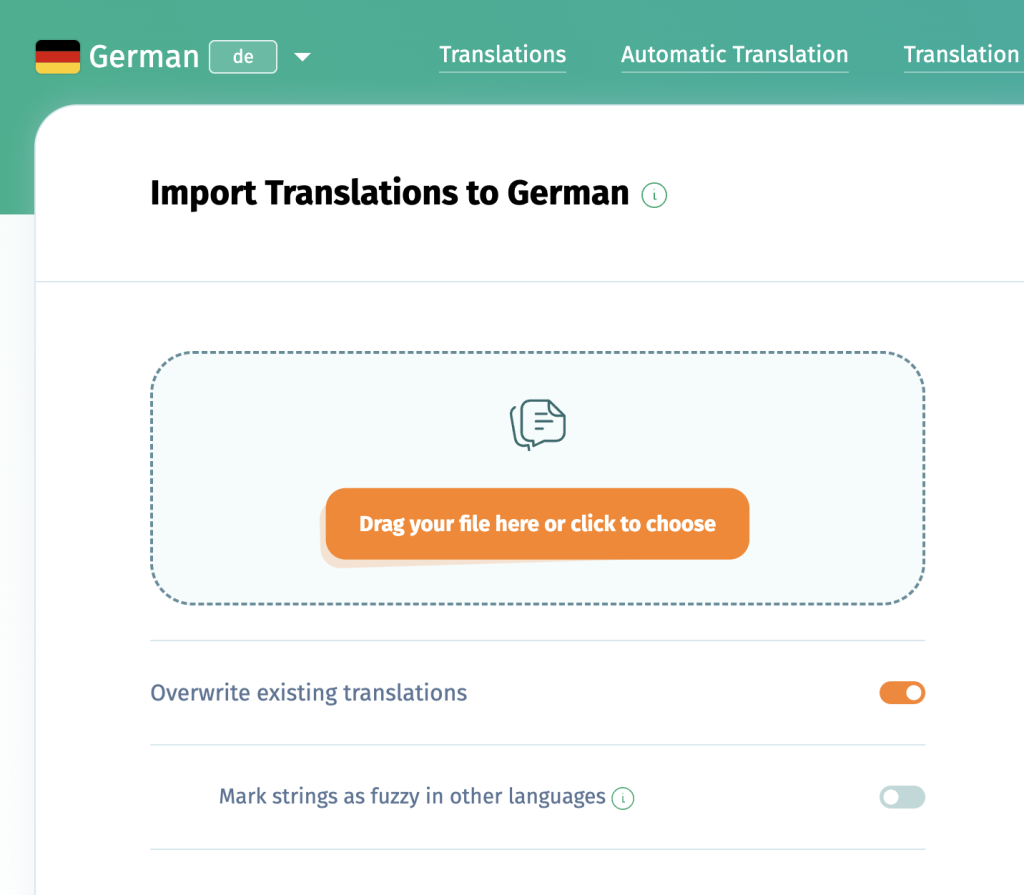 German de Translations Automatic Translation Translation
Import Translations to German
Drag your file here or click to choose
Overwrite existing translations
Mark strings as fuzzy in other languages